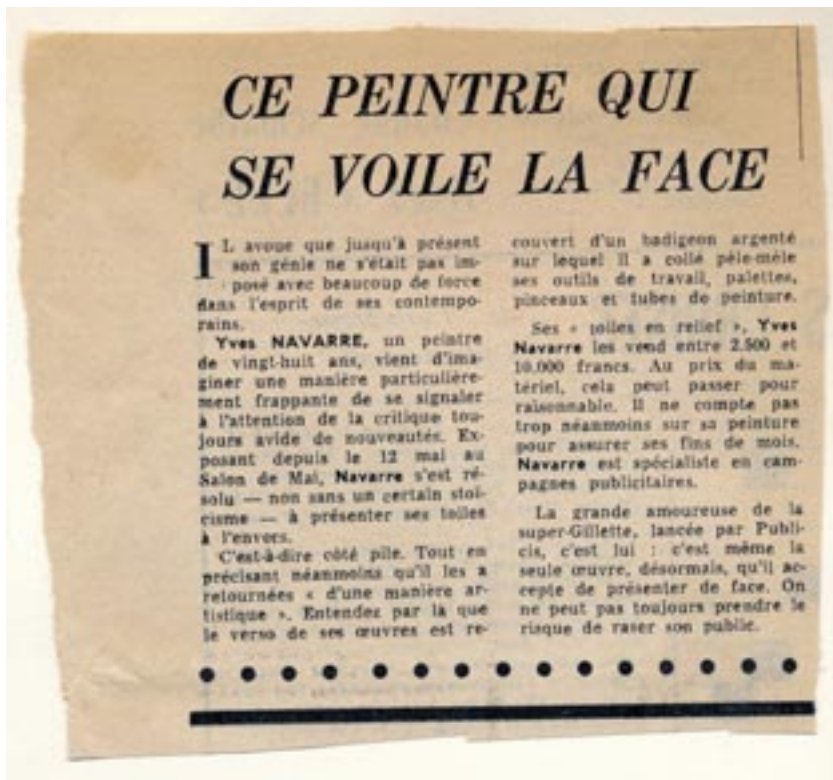 CE PEINTRE QUI
SE VOILE LA FACE
IL avoue que jusqu'à présent
son génie ne s'était pas im-
posé avec beaucoup de force
dans l'esprit de ses contempo-
rains.
Yves NAVARRE, un peintre
de vingt-huit ans, vient d'ima-
giner une manière particulière-
ment frappante de se signaler
à l'attention de la critique tou-
jours avide de nouveautés. Ex-
posant depuis le 12 mai au
Salon de Mai, Navarre s'est ré-
solu — non sans un certain stoï-
cisme — à présenter ses toiles
à l'envers.
C'est-à-dire côté pile. Tout en
précisant néanmoins qu'il les a
retournées « d'une manière ar-
tistique ». Entendez par là que
le verso de ses œuvres est re-
couvert d'un badigeon argenté
sur lequel il a collé pêle-mêle
ses outils de travail, palettes,
pinceaux et tubes de peinture.
Ses « toiles en relief », Yves
Navarre les vend entre 2.500 et
10.000 francs. Au prix du ma-
tériel, cela peut passer pour
raisonnable. Il ne compte pas
trop néanmoins sur sa peinture
pour assurer ses fins de mois.
Navarre est spécialiste en cam-
pagnes publicitaires.
La grande amoureuse de la
super-Gillette, lancée par Publi-
cis, c'est lui : c'est même la
seule œuvre, désormais, qu'il ac-
cepte de présenter de face. On
ne peut pas toujours prendre le
risque de raser son public.